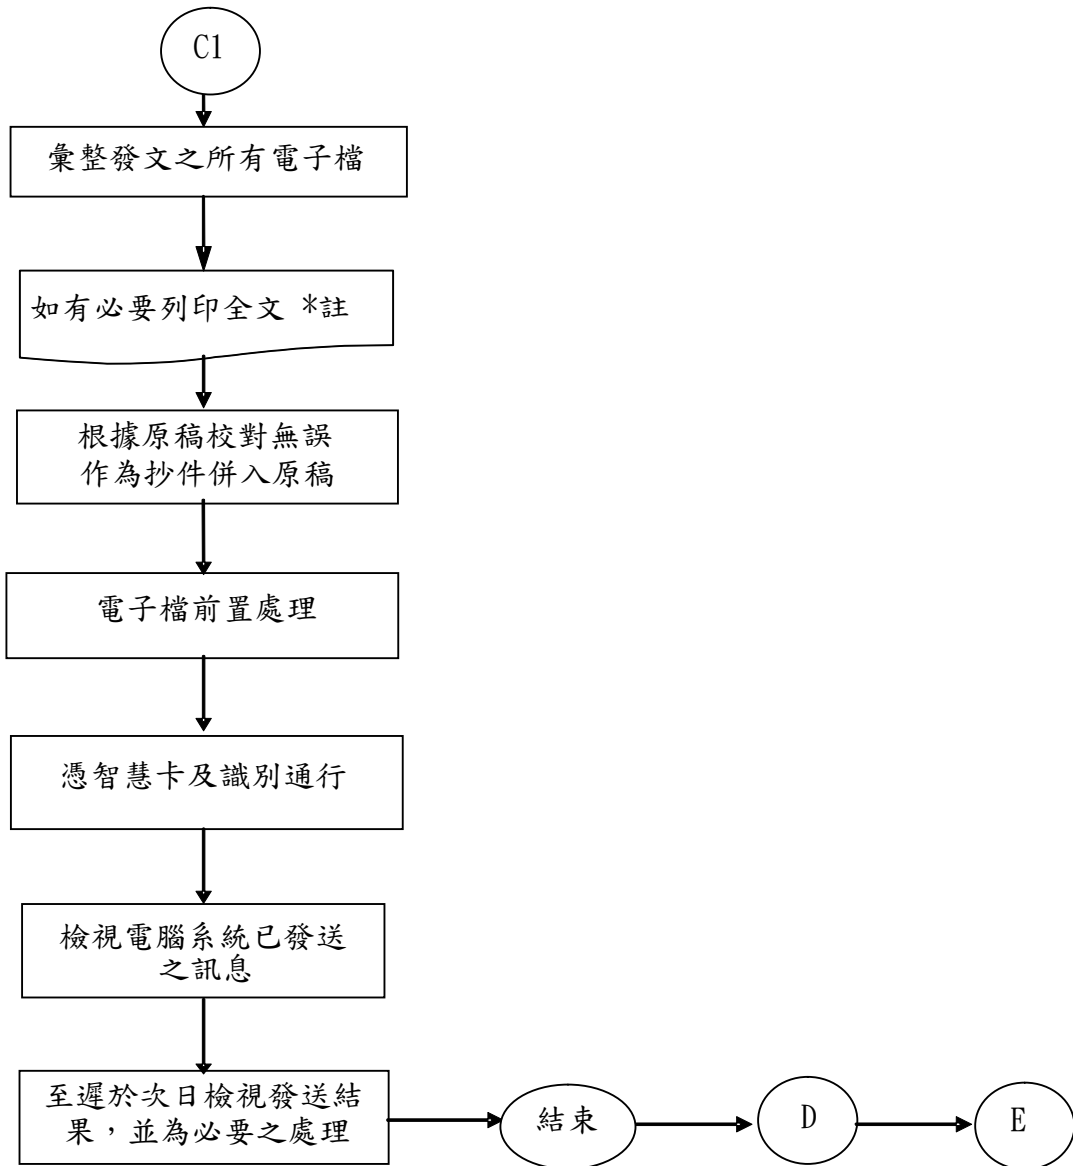 C1
彙整發文之所有電子檔
如有必要列印全文 *註
根據原稿校對無誤
作為抄件併入原稿
電子檔前置處理
憑智慧卡及識別通行
檢視電腦系統已發送
之訊息
至遲於次日檢視發送結
果，並為必要之處理
結束
D
E